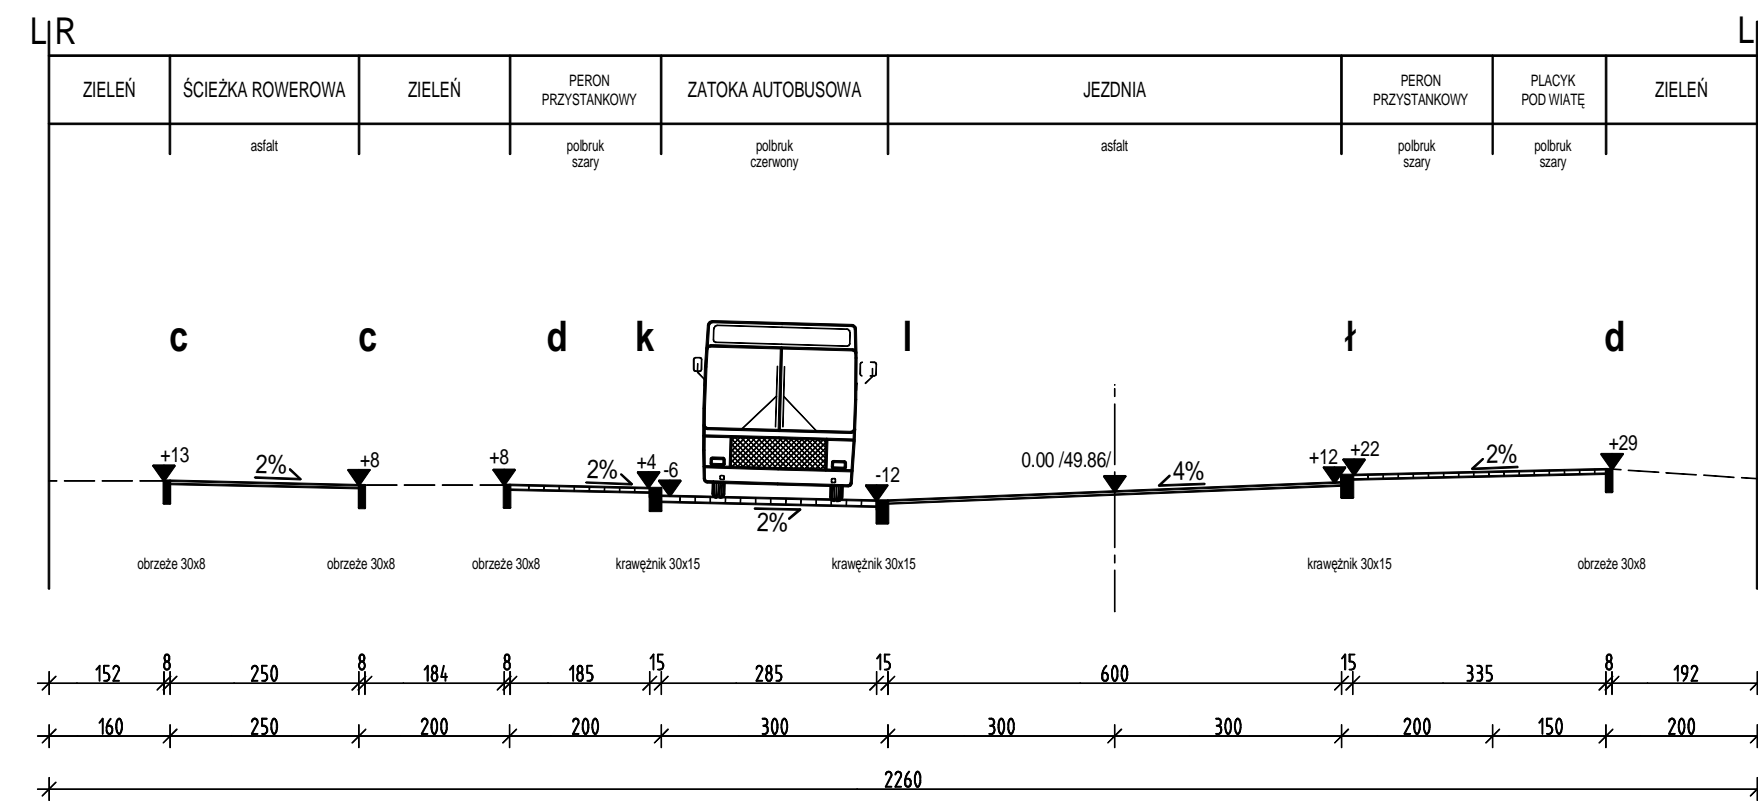 L R L
ZIELEŃ ŚCIEŻKA ROWEROWA ZIELEŃ PERON PRZYSTANKOWY ZATOKA AUTOBUSOWA JEZDNIA PERON PRZYSTANKOWY PLACYK POD WIATĘ ZIELEŃ
asfalt polbruk szary polbruk czerwony asfalt polbruk szary polbruk szary
c c d k l ł d
+13 2% +8 +8 2% +4 -6 2% -12 0.00 /49.86/ 4% +12 +22 2% +29
obrzeże 30x8 obrzeże 30x8 obrzeże 30x8 krawężnik 30x15 krawężnik 30x15 krawężnik 30x15 obrzeże 30x8
152 8 250 8 184 8 185 15 285 15 600 15 335 8 192
160 250 200 200 300 300 300 200 150 200
2260